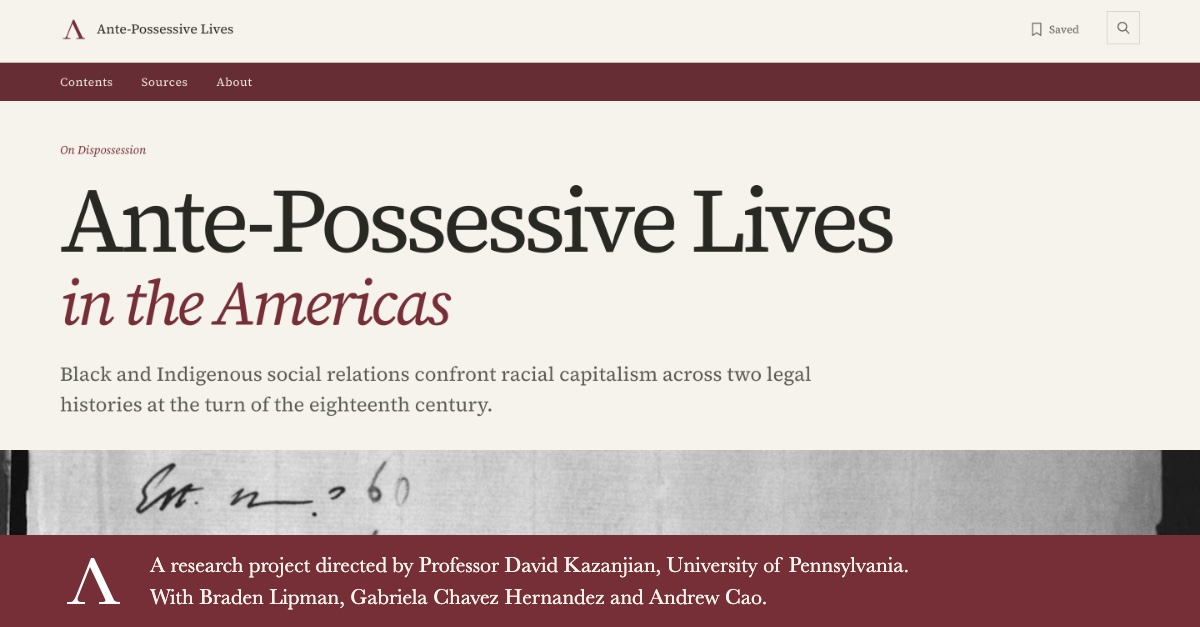 Λ Ante-Possessive Lives
Saved
Contents Sources About
On Dispossession
Ante-Possessive Lives
in the Americas
Black and Indigenous social relations confront racial capitalism across two legal
histories at the turn of the eighteenth century.
60
Λ
A research project directed by Professor David Kazanjian, University of Pennsylvania.
With Braden Lipman, Gabriela Chavez Hernandez and Andrew Cao.